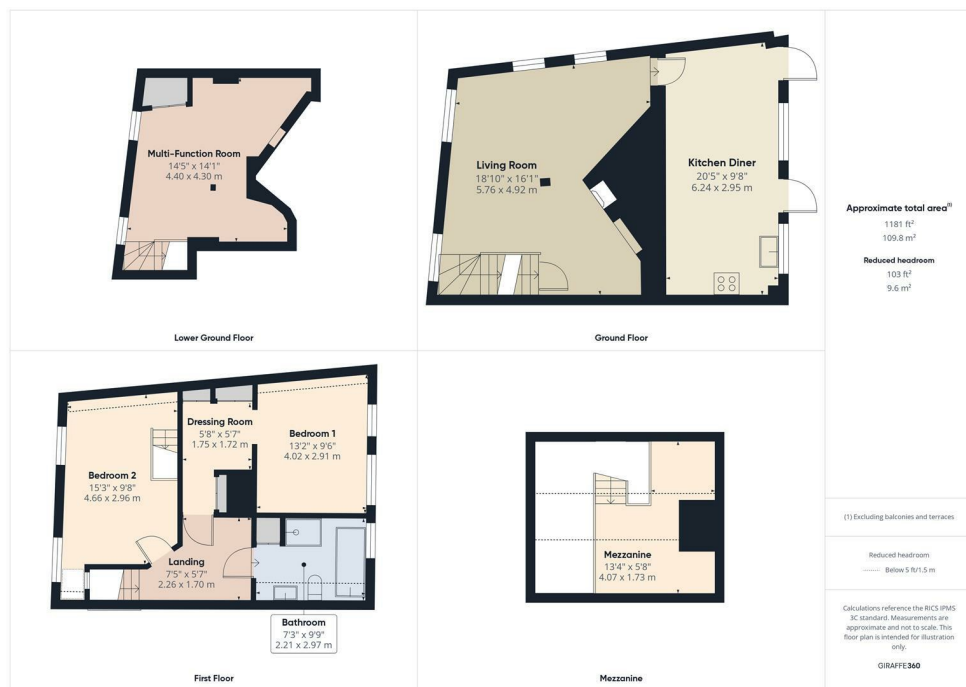 Multi-Function Room
14'5" x 14'1"
4.40 x 4.30 m
Lower Ground Floor
Living Room
18'10" x 16'1"
5.76 x 4.92 m
Kitchen Diner
20'5" x 9'8"
6.24 x 2.95 m
Ground Floor
Bedroom 2
15'3" x 9'8"
4.66 x 2.96 m
Dressing Room
5'8" x 5'7"
1.75 x 1.72 m
Bedroom 1
13'2" x 9'6"
4.02 x 2.91 m
Landing
7'5" x 5'7"
2.26 x 1.70 m
Bathroom
7'3" x 9'9"
2.21 x 2.97 m
First Floor
Mezzanine
13'4" x 5'8"
4.07 x 1.73 m
Mezzanine
Approximate total area(1)
1181 ft²
109.8 m²
Reduced headroom
103 ft²
9.6 m²
(1) Excluding balconies and terraces
Reduced headroom
........ Below 5 ft/1.5 m
Calculations reference the RICS IPMS
3C standard. Measurements are
approximate and not to scale. This
floor plan is intended for illustration
only.
GIRAFFE360